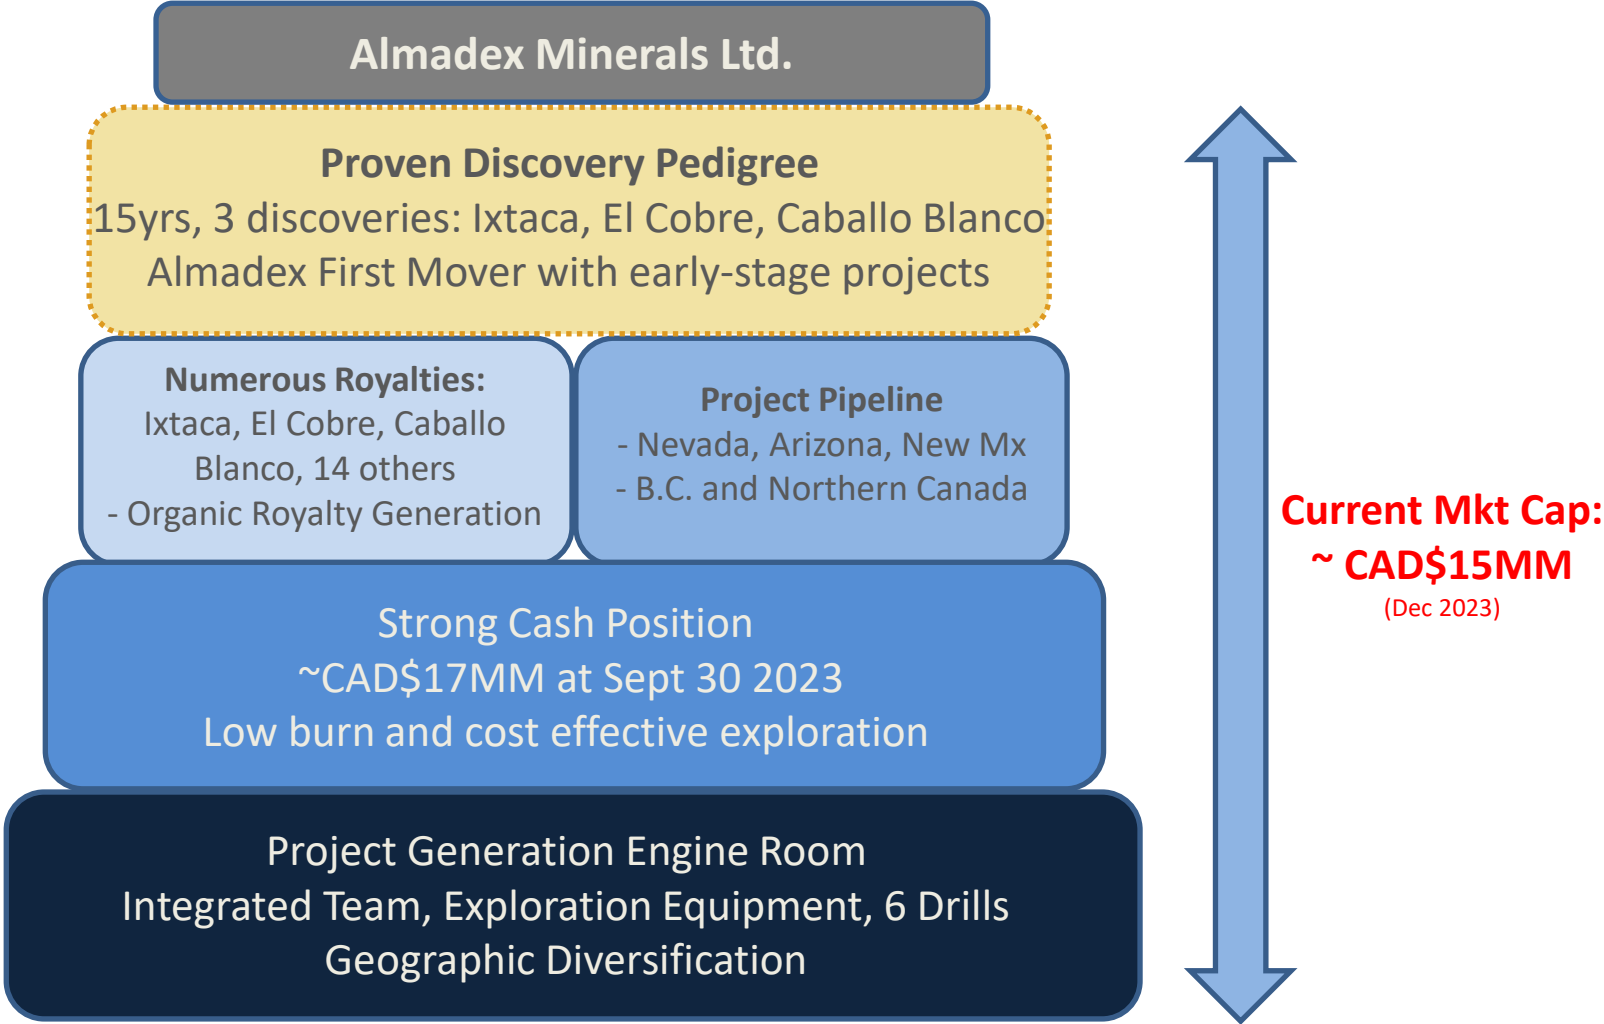 Almadex Minerals Ltd.
Proven Discovery Pedigree
15yrs, 3 discoveries: Ixtaca, El Cobre, Caballo Blanco
Almadex First Mover with early-stage projects
Numerous Royalties:
Ixtaca, El Cobre, Caballo
Blanco, 14 others
- Organic Royalty Generation
Project Pipeline
- Nevada, Arizona, New Mx
- B.C. and Northern Canada
Strong Cash Position
~CAD$17MM at Sept 30 2023
Low burn and cost effective exploration
Project Generation Engine Room
Integrated Team, Exploration Equipment, 6 Drills
Geographic Diversification
Current Mkt Cap:
~ CAD$15MM
(Dec 2023)